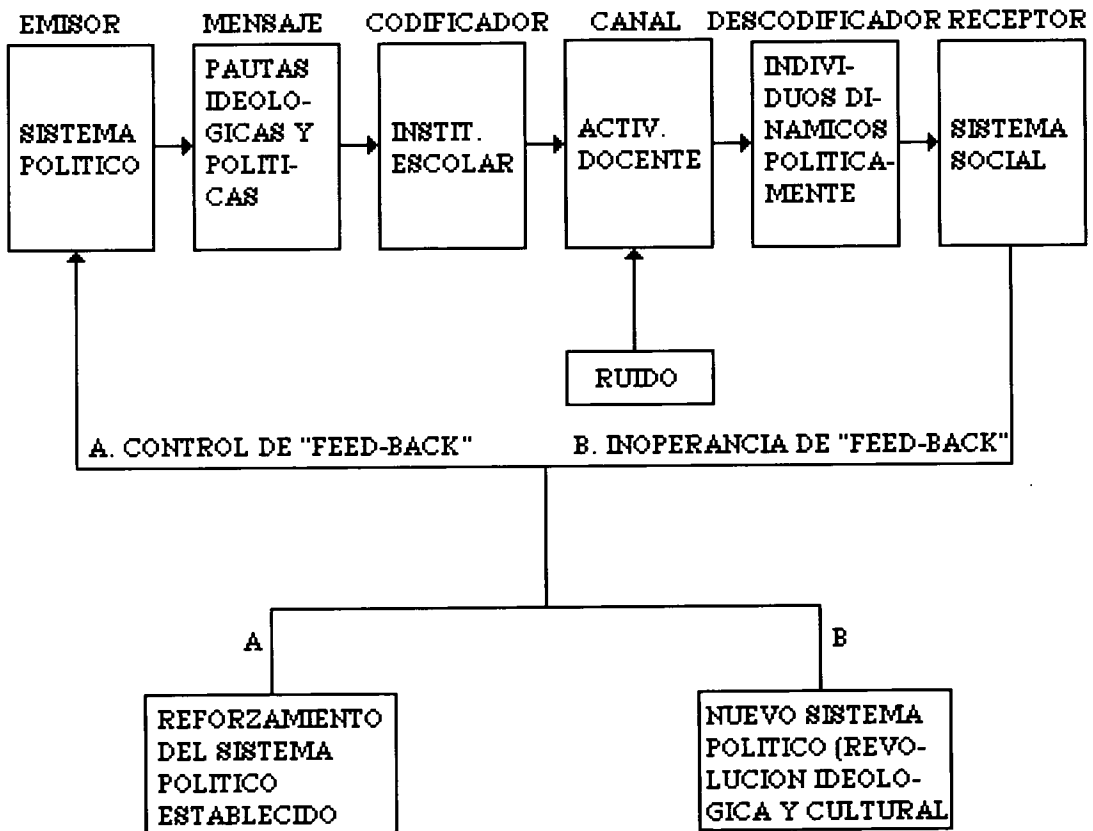 EMISOR MENSAJE CODIFICADOR CANAL DESCODIFICADOR RECEPTOR
SISTEMA
POLITICO
PAUTAS
IDEOLO-
GICAS Y
POLITI-
CAS
INSTIT.
ESCOLAR
ACTIV.
DOCENTE
INDIVI-
DUOS DI-
NAMICOS
POLITICA-
MENTE
SISTEMA
SOCIAL
RUIDO
A. CONTROL DE "FEED-BACK"
B. INOPERANCIA DE "FEED-BACK"
A
B
REFORZAMIENTO
DEL SISTEMA
POLITICO
ESTABLECIDO
NUEVO SISTEMA
POLITICO (REVO-
LUCION IDEOLO-
GICA Y CULTURAL